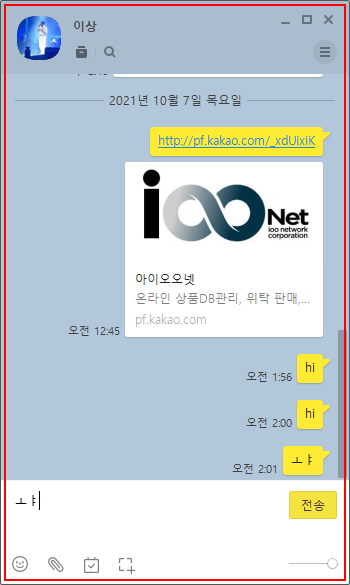 이상
2021년 10월 7일 목요일
http://pf.kakao.com/_xdUixiK
iooNet
ioo network
corporation
아이오오넷
온라인 상품DB관리, 위탁 판매,...
pf.kakao.com
오전 12:45
hi
오전 1:56
hi
오전 2:00
ㅗㅑ
오전 2:01
ㅗㅑ
전송